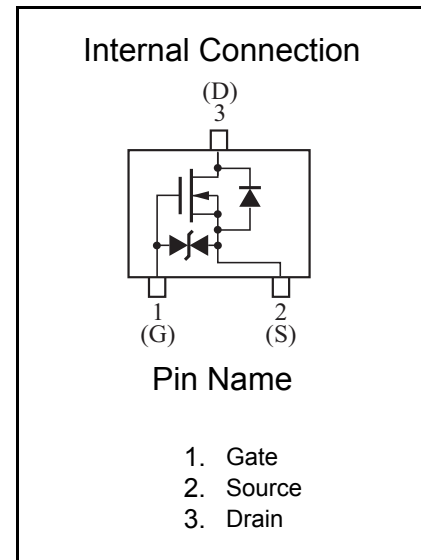 Internal Connection
(D)
3
1 2
(G) (S)
Pin Name
1. Gate
2. Source
3. Drain